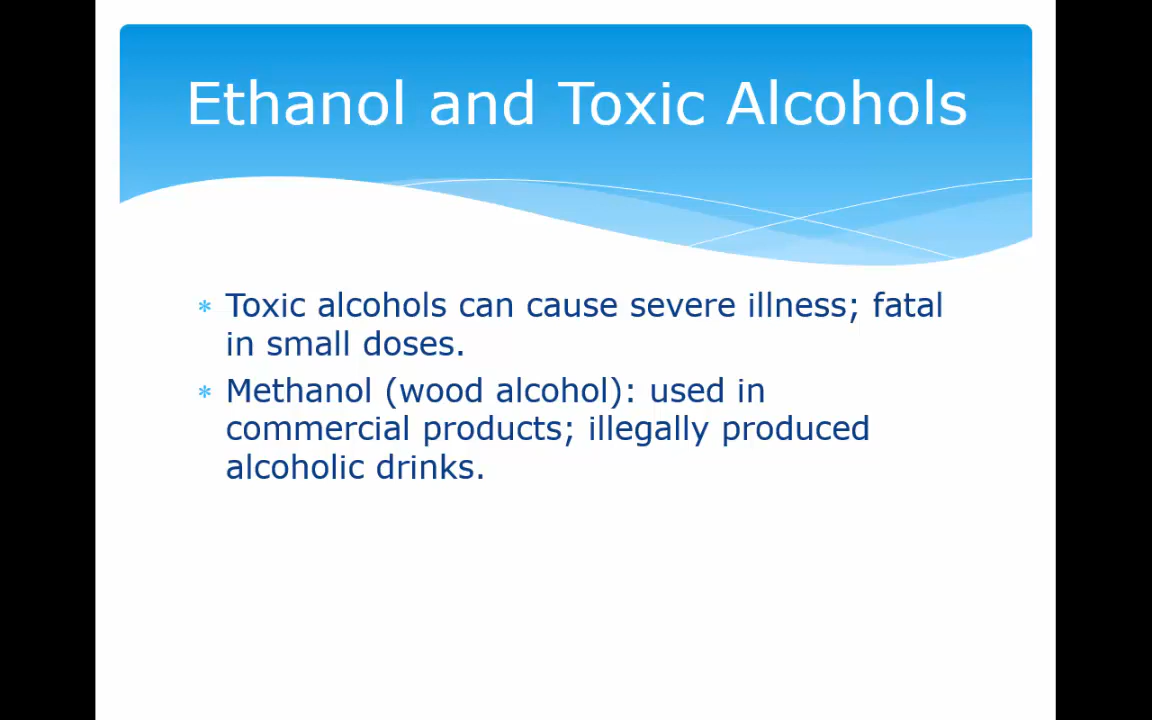 Ethanol and Toxic Alcohols
* Toxic alcohols can cause severe illness; fatal
in small doses.
* Methanol (wood alcohol): used in
commercial products; illegally produced
alcoholic drinks.